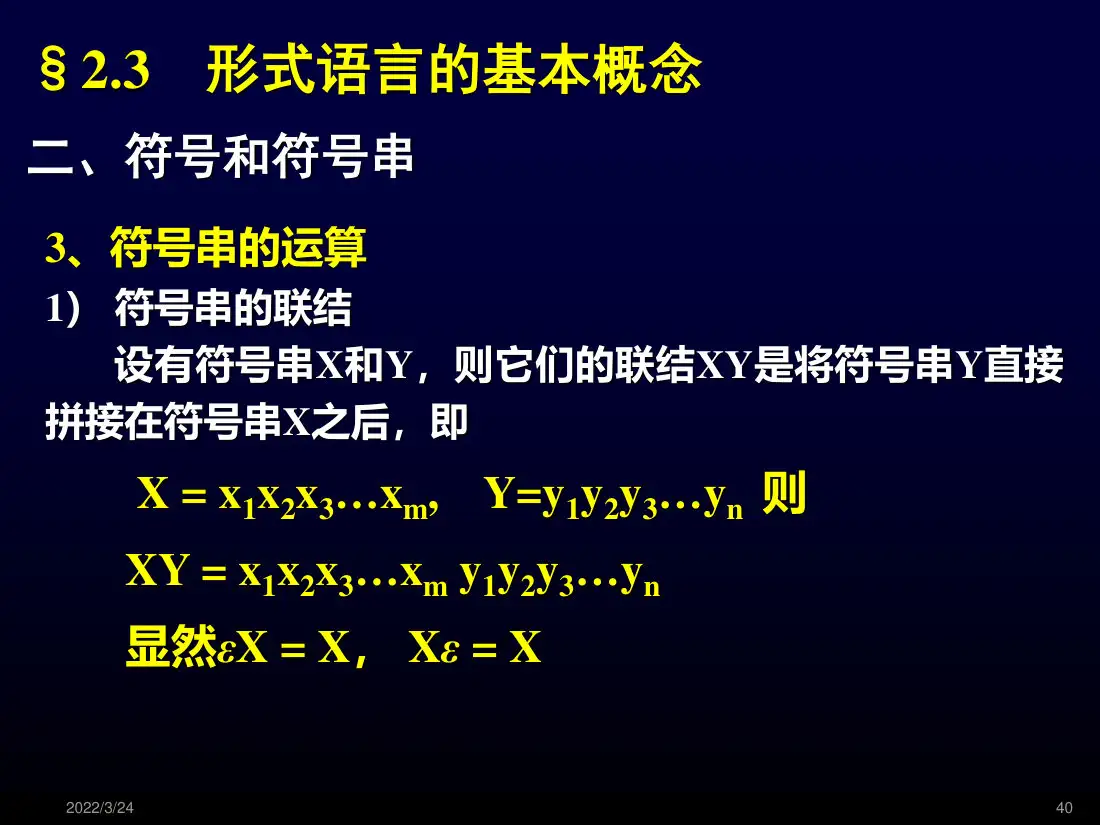 §2.3 形式语言的基本概念
二、符号和符号串
3、符号串的运算
1） 符号串的联结
设有符号串X和Y，则它们的联结XY是将符号串Y直接
拼接在符号串X之后，即
X = x₁x₂x₃…xₘ, Y=y₁y₂y₃…yₙ 则
XY = x₁x₂x₃…xₘ y₁y₂y₃…yₙ
显然εX = X， Xε = X
2022/3/24
40